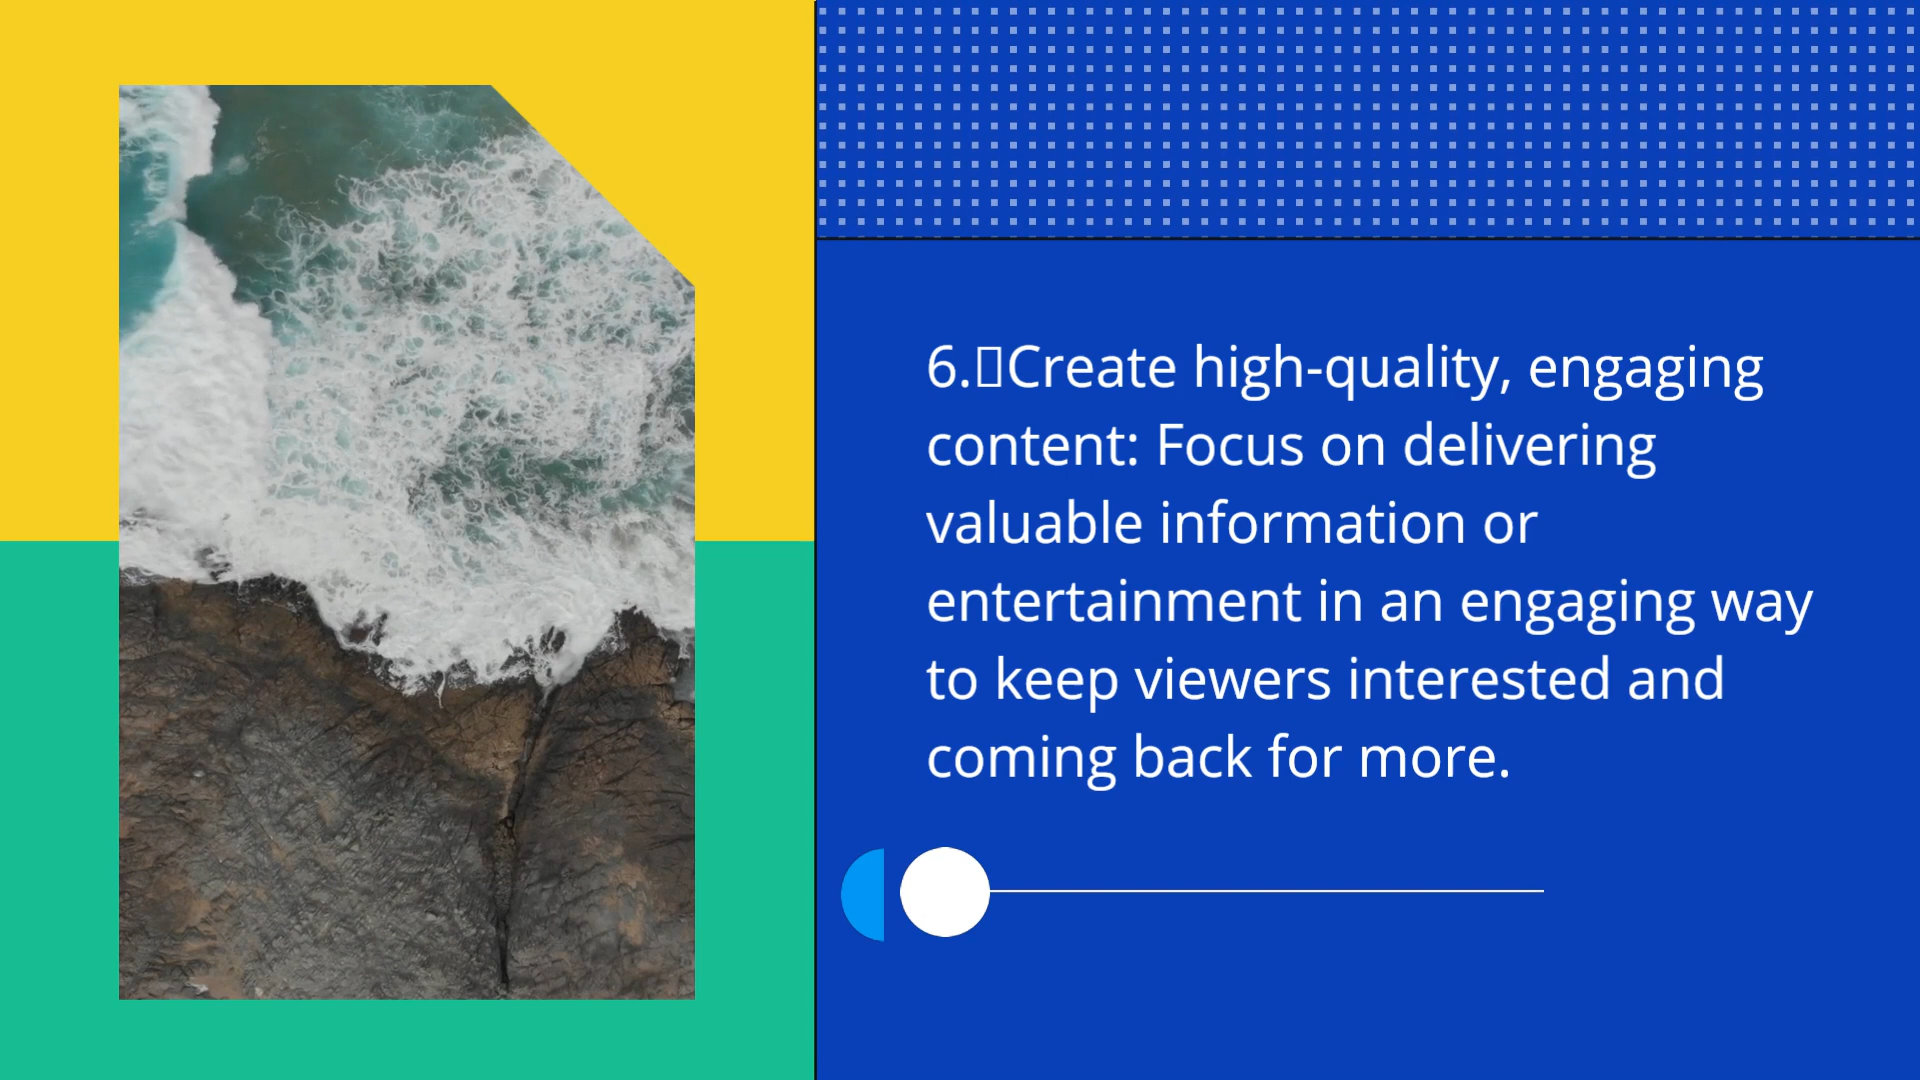 6.▯Create high-quality, engaging
content: Focus on delivering
valuable information or
entertainment in an engaging way
to keep viewers interested and
coming back for more.